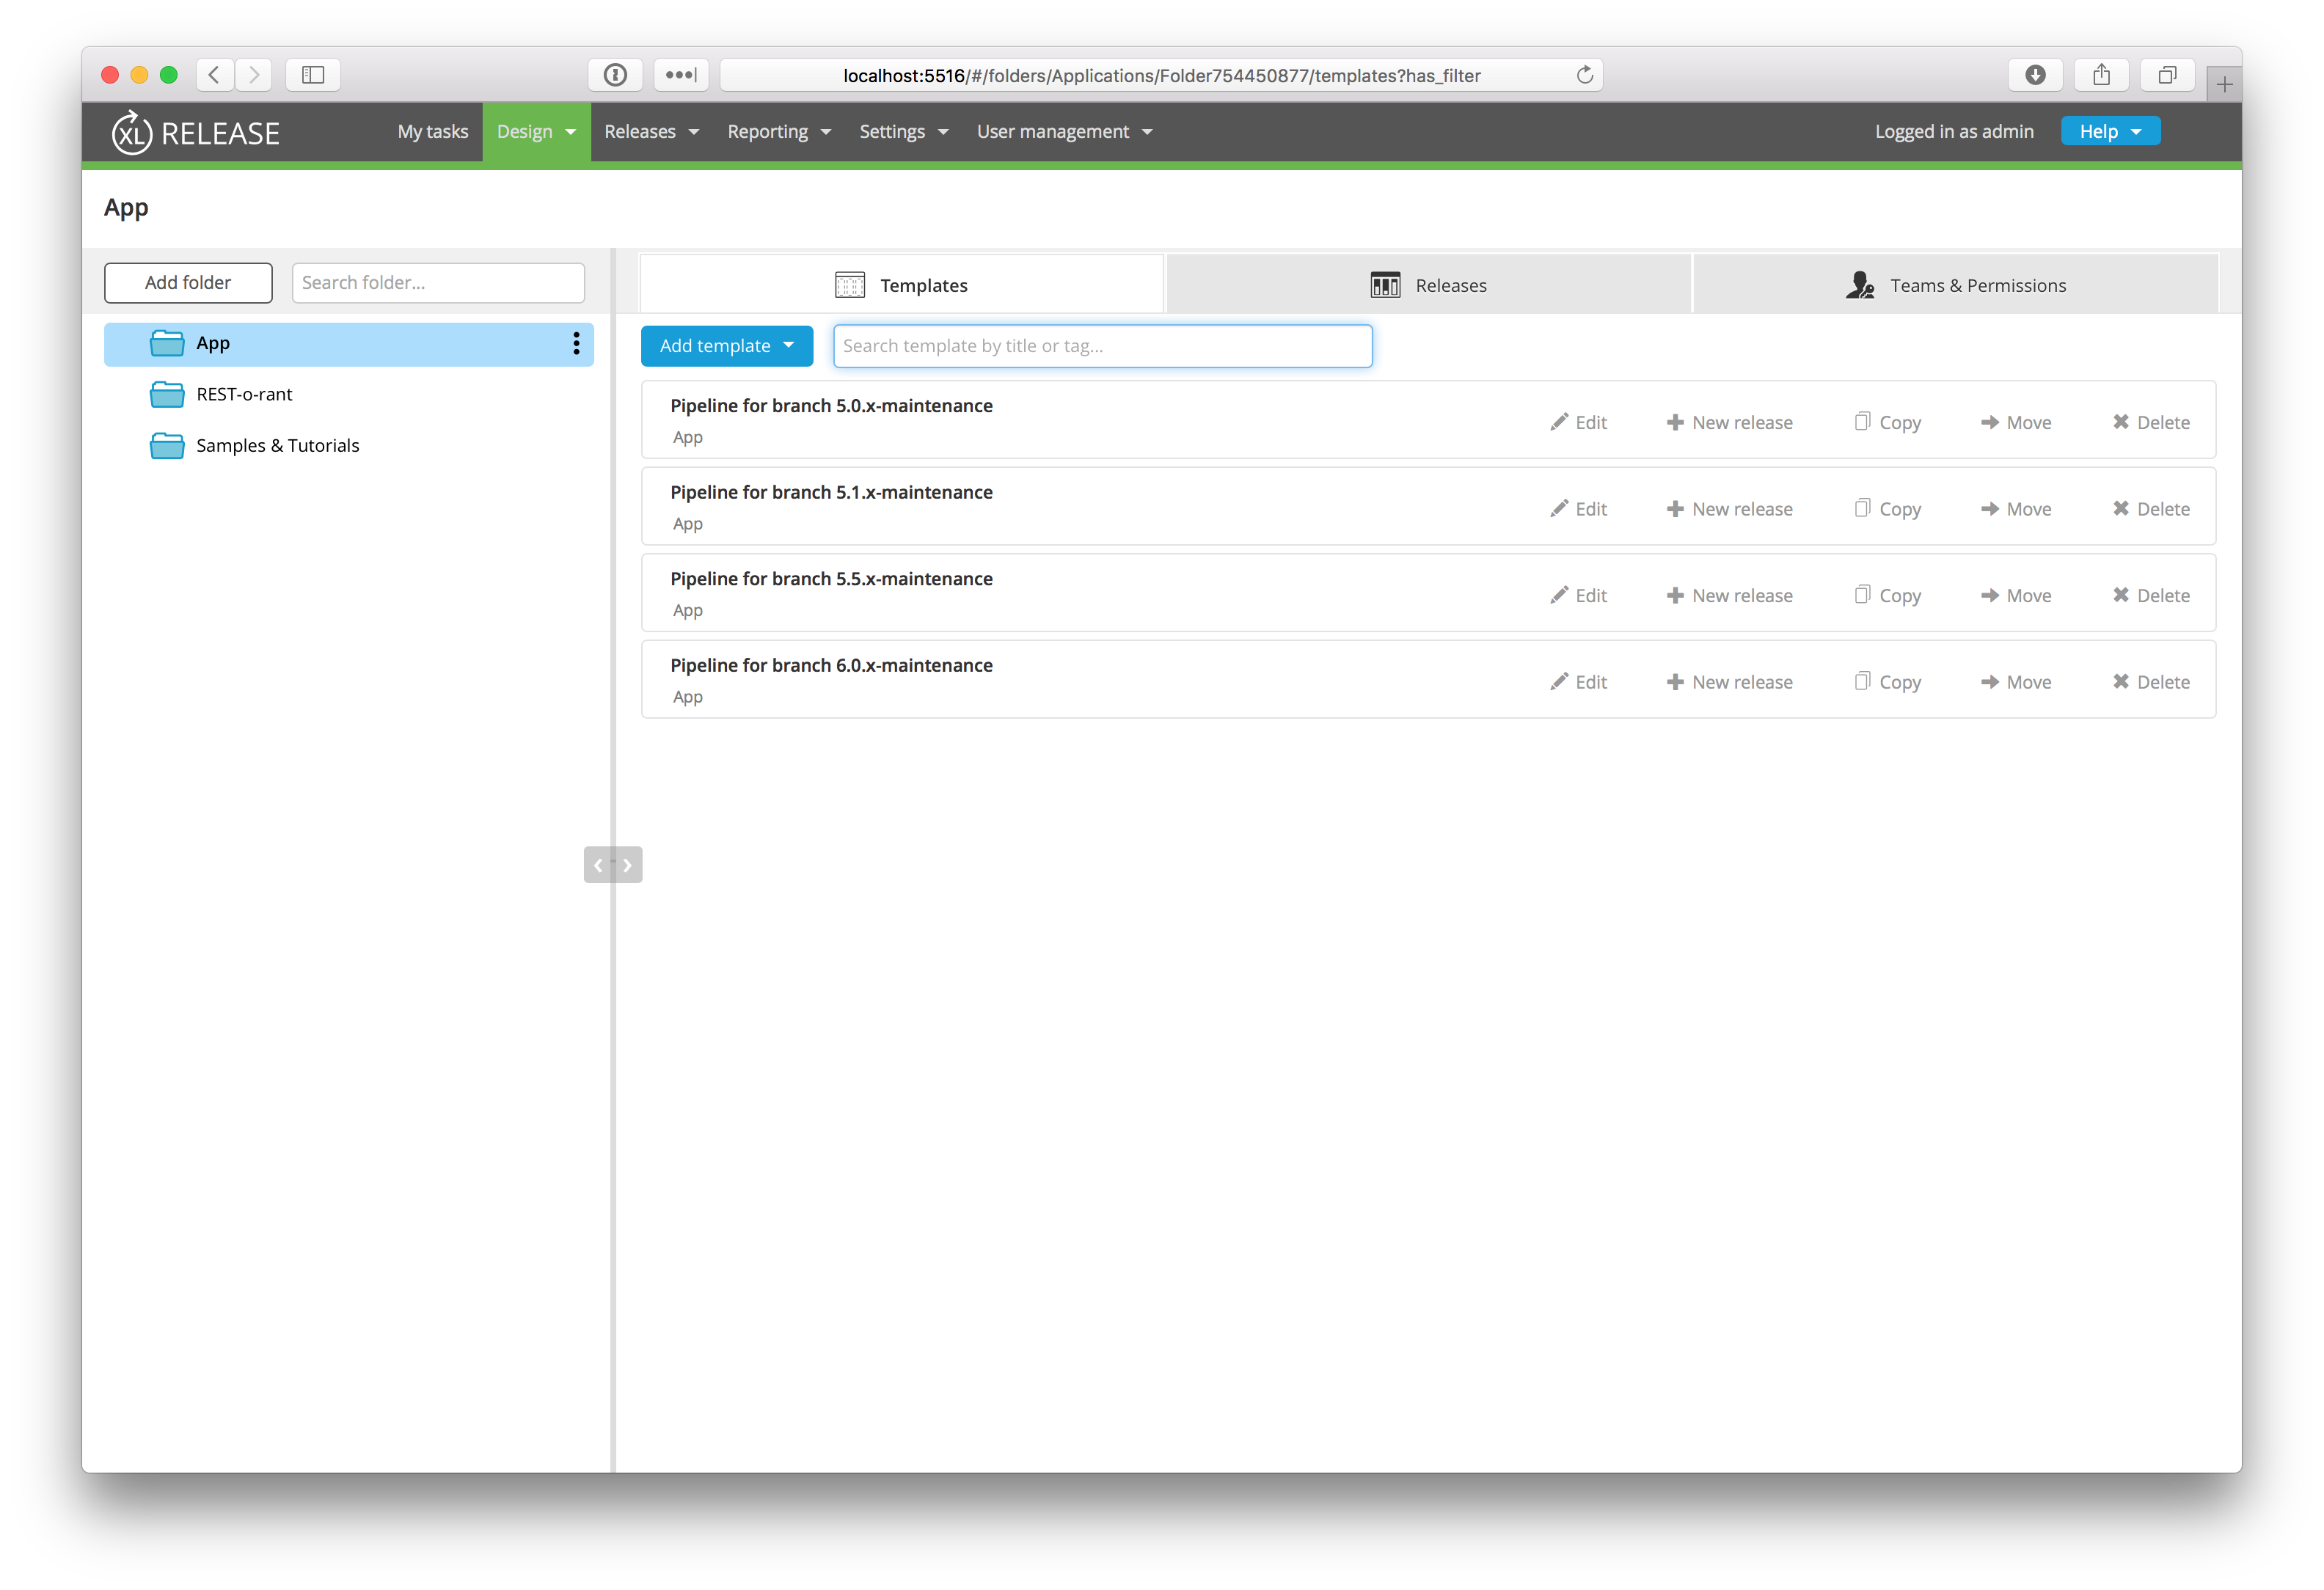 localhost:5516/#/folders/Applications/Folder754450877/templates?has_filter
XL RELEASE My tasks Design Releases Reporting Settings User management Logged in as admin Help
App
Add folder Search folder... Templates Releases Teams & Permissions
App Add template Search template by title or tag...
REST-o-rant
Samples & Tutorials
Pipeline for branch 5.0.x-maintenance
App
Edit New release Copy Move Delete
Pipeline for branch 5.1.x-maintenance
App
Edit New release Copy Move Delete
Pipeline for branch 5.5.x-maintenance
App
Edit New release Copy Move Delete
Pipeline for branch 6.0.x-maintenance
App
Edit New release Copy Move Delete